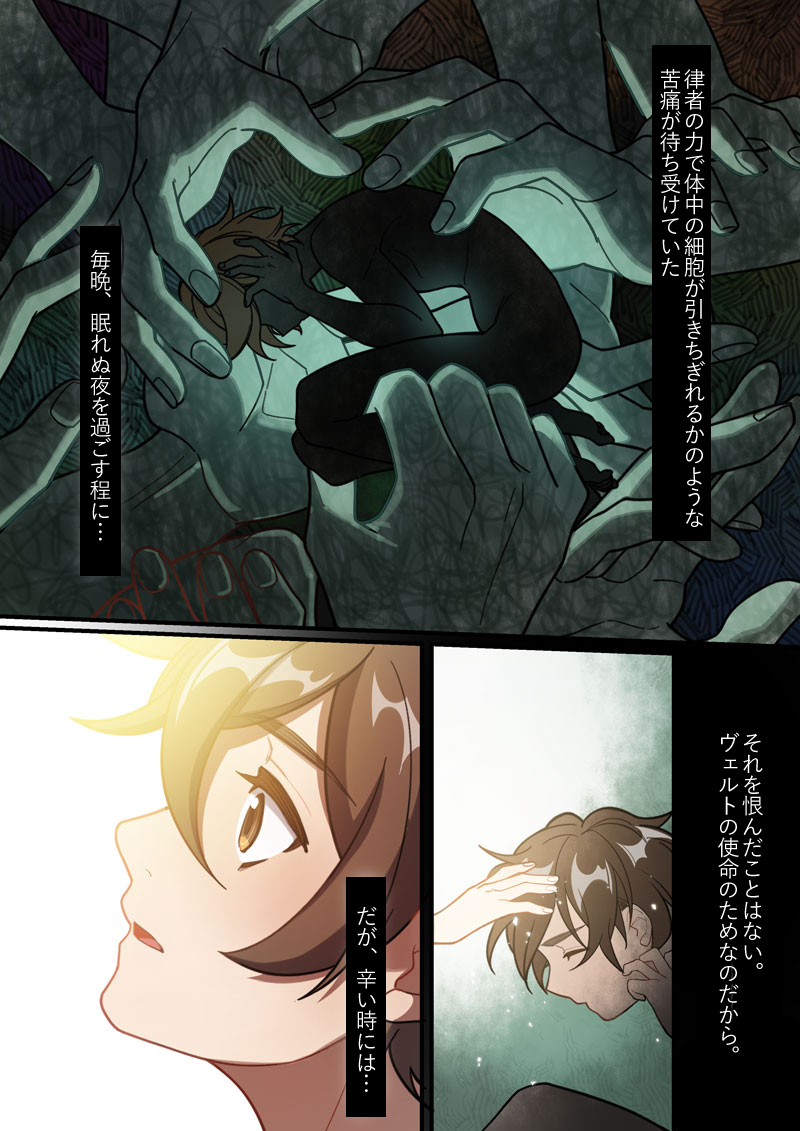 律者の力で体中の細胞が引きちぎれるかのような
苦痛が待ち受けていた
毎晩、眠れぬ夜を過ごす程に…
それを恨んだことはない。
ヴェルトの使命のためなのだから。
だが、辛い時には…